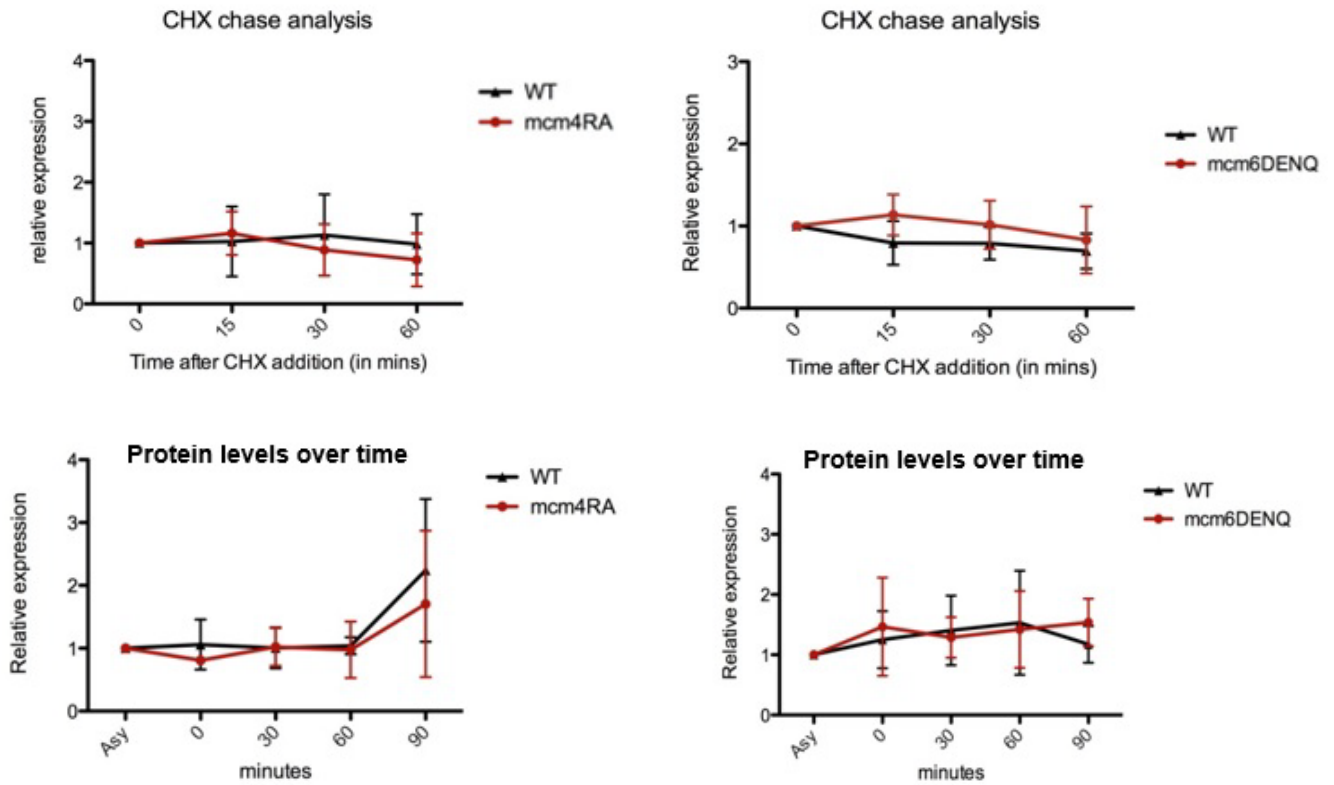 CHX chase analysis
4
3
2
1
0
relative expression
0
15
30
60
Time after CHX addition (in mins)
WT
mcm4RA
CHX chase analysis
3
2
1
0
Relative expression
0
15
30
60
Time after CHX addition (in mins)
WT
mcm6DENQ
Protein levels over time
4
3
2
1
0
Relative expression
Asy
0
30
60
90
minutes
WT
mcm4RA
Protein levels over time
4
3
2
1
0
Relative expression
Asy
0
30
60
90
minutes
WT
mcm6DENQ